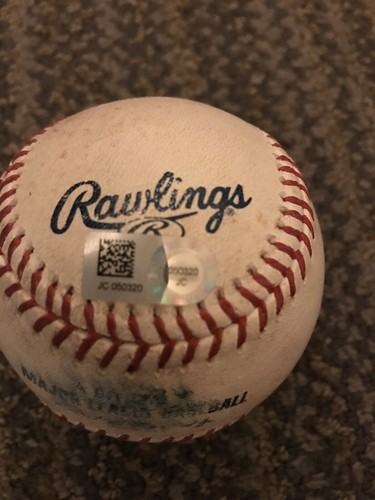 Rawlings®
R
JC 050320
050320
JC
MAJOR LEAGUE BASEBALL